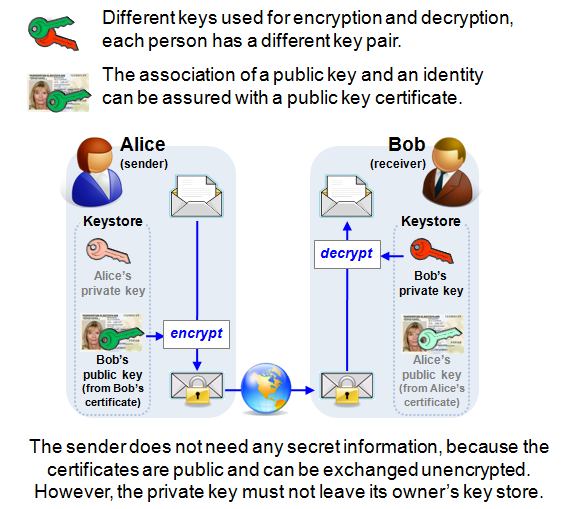 Different keys used for encryption and decryption,
each person has a different key pair.
The association of a public key and an identity
can be assured with a public key certificate.
Alice
(sender)
Bob
(receiver)
Keystore
Keystore
decrypt
Alice's
private key
Bob's
private key
encrypt
Bob's
public key
(from Bob's
certificate)
Alice's
public key
(from Alice's
certificate)
The sender does not need any secret information, because the
certificates are public and can be exchanged unencrypted.
However, the private key must not leave its owner's key store.